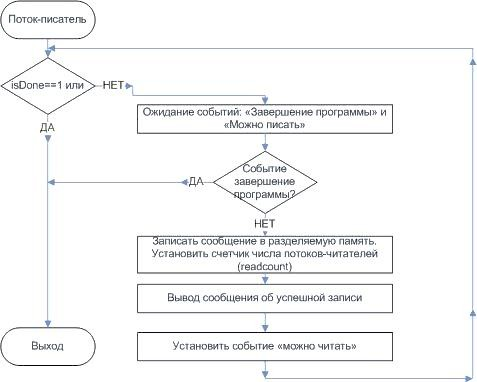 Поток-писатель
isDone==1 или
НЕТ
ДА
Ожидание событий: «Завершение программы» и
«Можно писать»
Событие
завершение
программы?
ДА
НЕТ
Записать сообщение в разделяемую память.
Установить счетчик числа потоков-читателей
(readcount)
Вывод сообщения об успешной записи
Установить событие «можно читать»
Выход